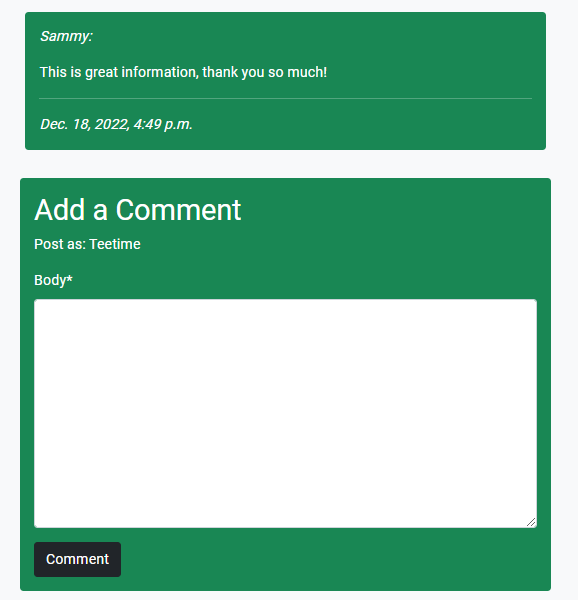 Sammy:
This is great information, thank you so much!
Dec. 18, 2022, 4:49 p.m.
Add a Comment
Post as: Teetime
Body*
Comment